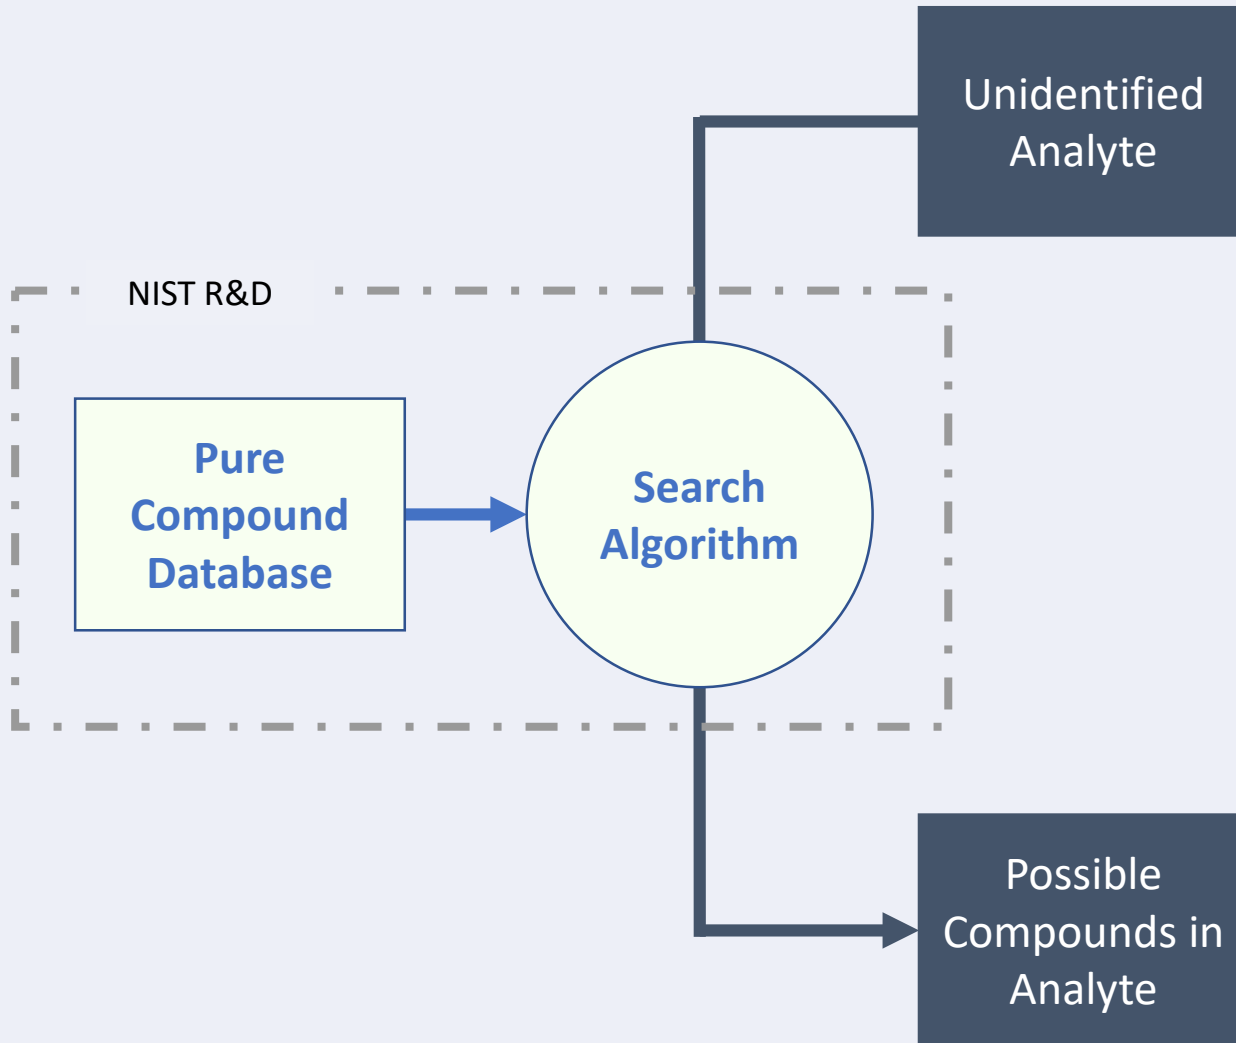 Unidentified
Analyte
NIST R&D
Pure
Compound
Database
Search
Algorithm
Possible
Compounds in
Analyte